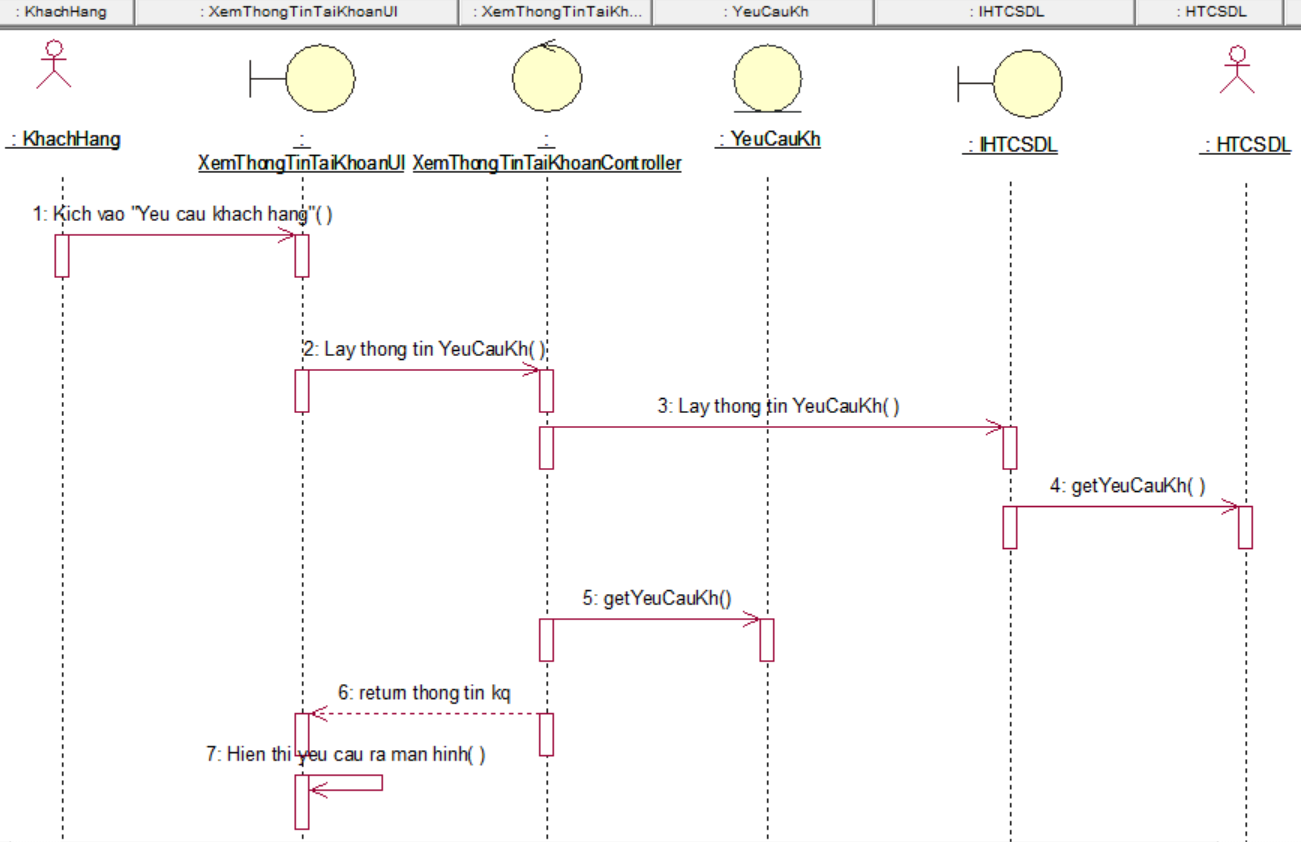 : KhachHang
: XemThongTinTaiKhoanUI
: XemThongTinTaiKh...
: YeuCauKh
: IHTCSDL
: HTCSDL
: KhachHang
:
XemThongTinTaiKhoanUI
:
XemThongTinTaiKhoanController
: YeuCauKh
: IHTCSDL
: HTCSDL
1: Kich vao "Yeu cau khach hang"( )
2: Lay thong tin YeuCauKh( )
3: Lay thong tin YeuCauKh( )
4: getYeuCauKh( )
5: getYeuCauKh()
6: return thong tin kq
7: Hien thi yeu cau ra man hinh( )